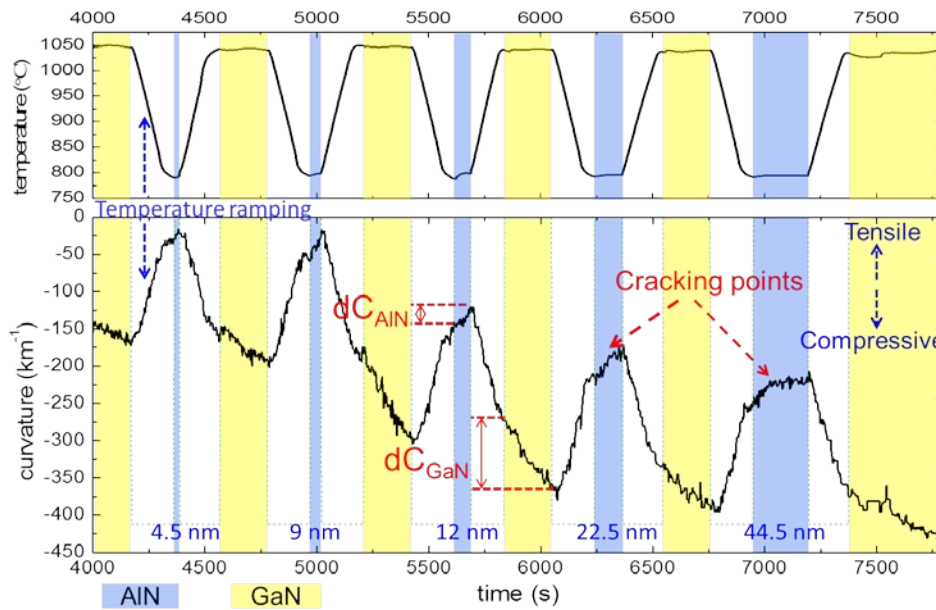 temperature (°C)
1050
1000
950
900
850
800
750
4000 4500 5000 5500 6000 6500 7000 7500
Temperature ramping
curvature (km-1)
0
-50
-100
-150
-200
-250
-300
-350
-400
-450
Tensile
Compressive
Cracking points
dCAlN
dCGaN
4.5 nm 9 nm 12 nm 22.5 nm 44.5 nm
4000 4500 5000 5500 6000 6500 7000 7500
time (s)
AlN GaN